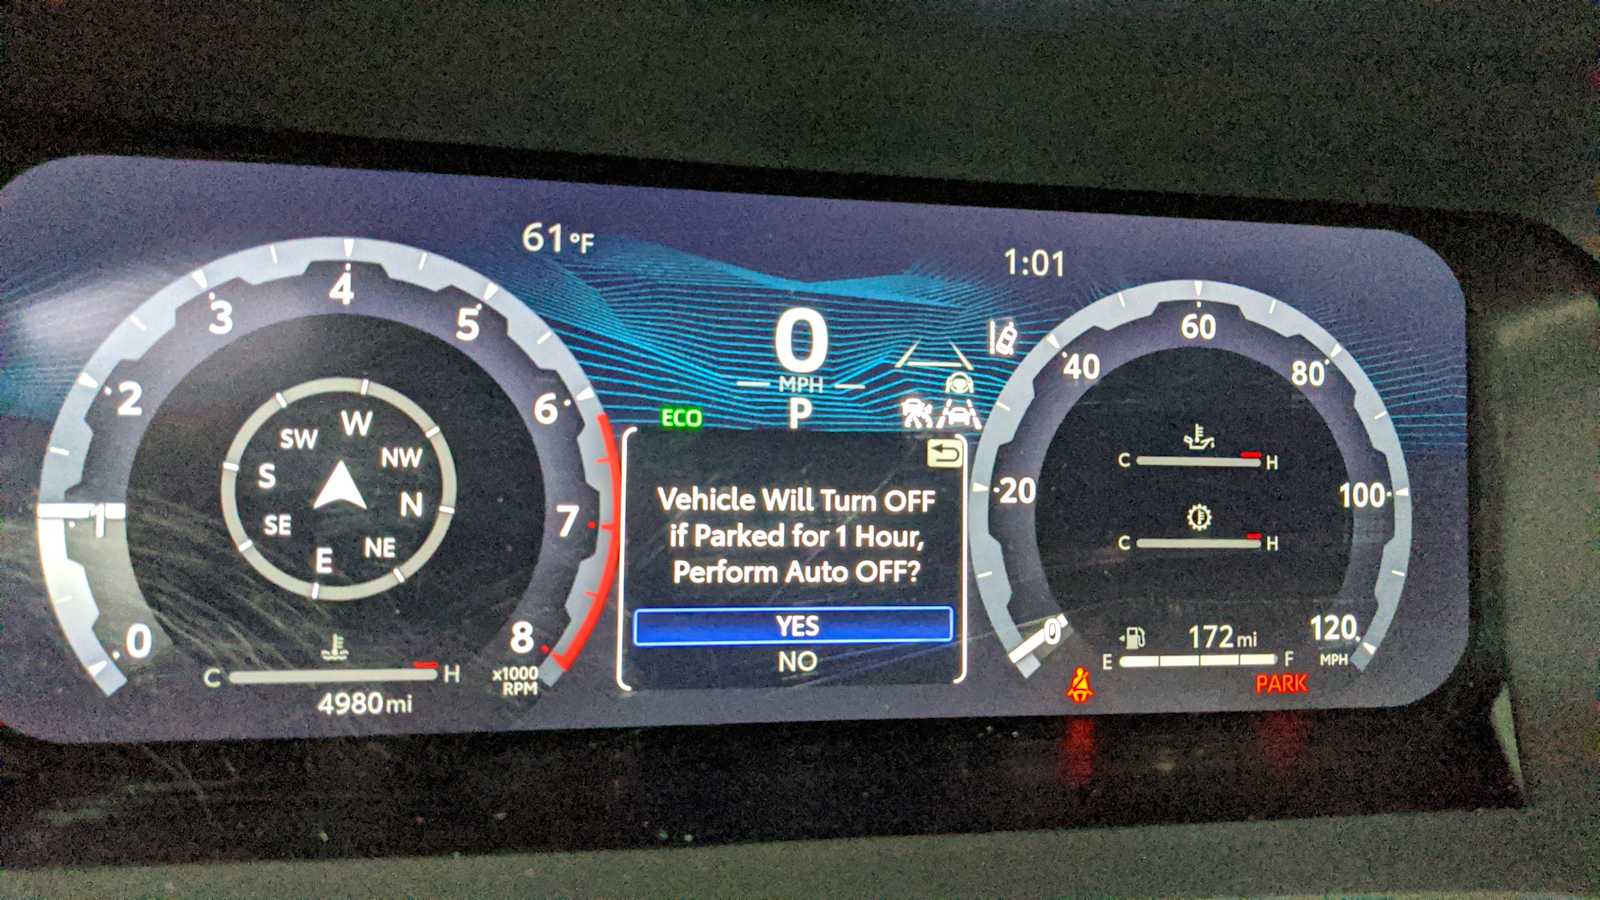 61°F
1:01
0
MPH
P
ECO
Vehicle Will Turn OFF
if Parked for 1 Hour,
Perform Auto OFF?
YES
NO
0
1
2
3
4
5
6
7
8
x1000
RPM
SW
W
NW
S
N
SE
E
NE
C
H
4980mi
0
20
40
60
80
100
120
MPH
C
H
C
H
172mi
E
F
PARK